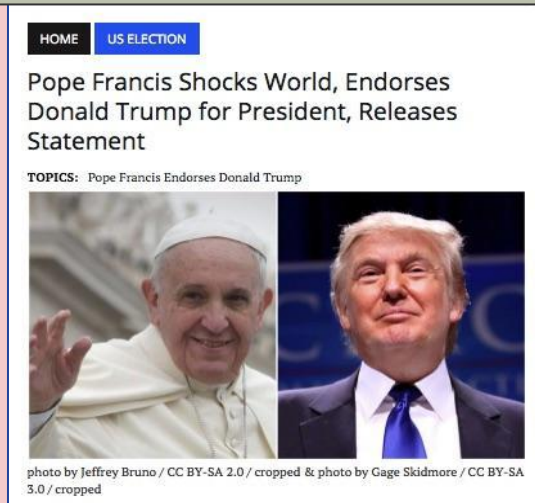 HOME US ELECTION
Pope Francis Shocks World, Endorses
Donald Trump for President, Releases
Statement
TOPICS: Pope Francis Endorses Donald Trump
photo by Jeffrey Bruno / CC BY-SA 2.0 / cropped & photo by Gage Skidmore / CC BY-SA
3.0 / cropped